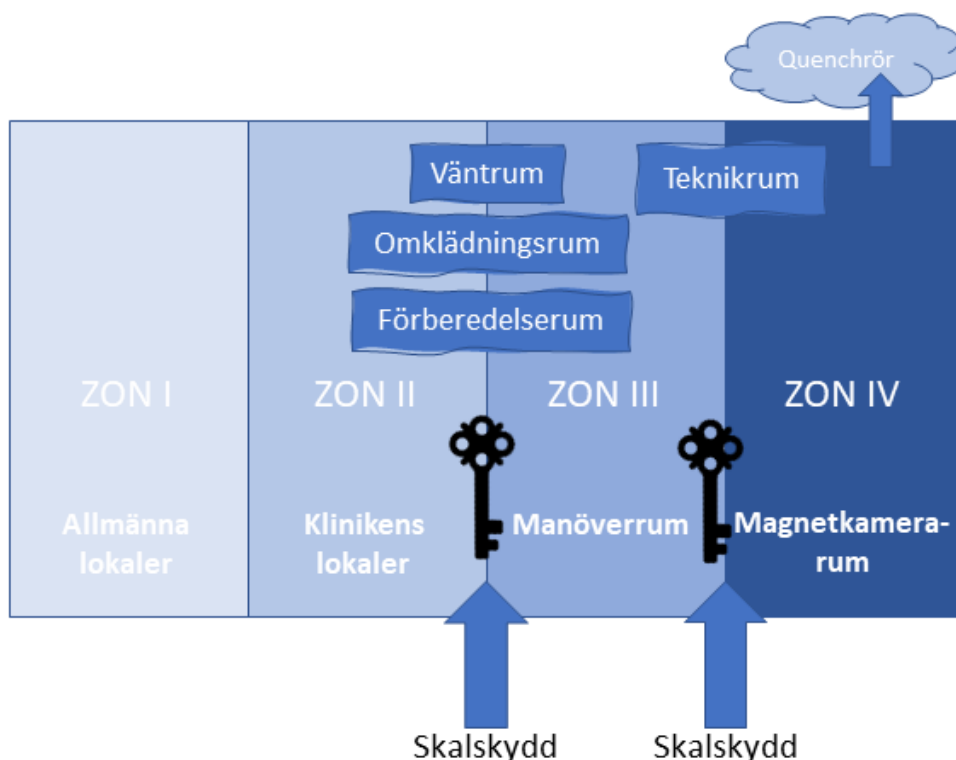 Quenchrör
Väntrum
Teknikrum
Omklädningsrum
Förberedelserum
ZON I
ZON II
ZON III
ZON IV
Allmänna
lokaler
Klinikens
lokaler
Manöverrum
Magnetkamera-
rum
Skalskydd
Skalskydd